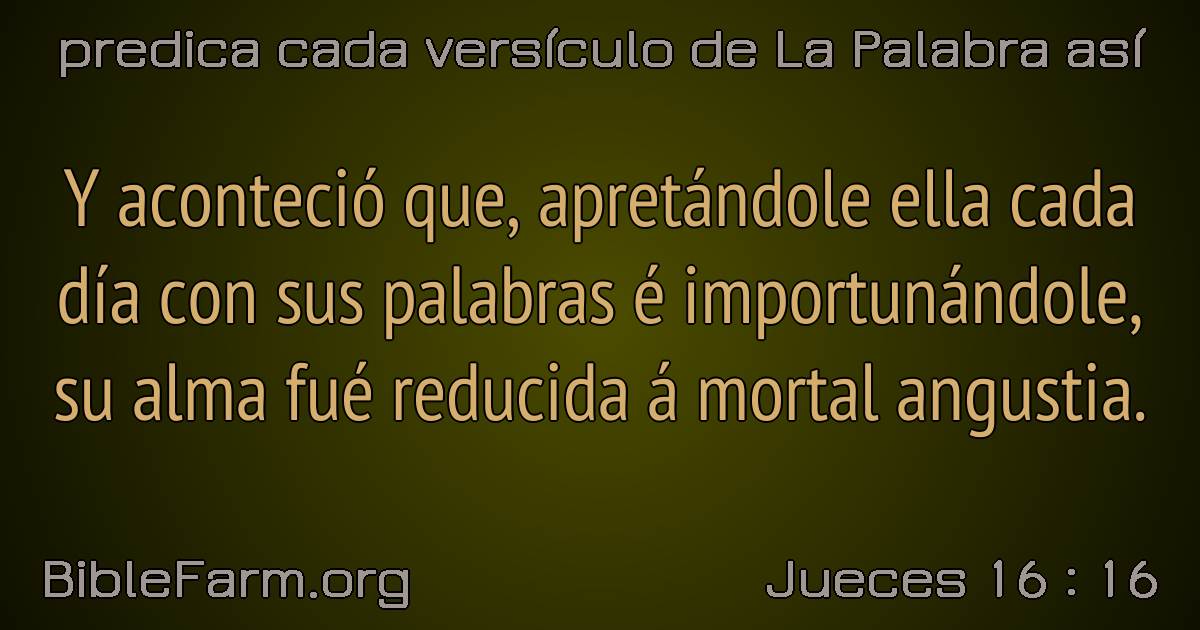 predica cada versículo de La Palabra así
Y aconteció que, apretándole ella cada
día con sus palabras é importunándole,
su alma fué reducida á mortal angustia.
BibleFarm.org
Jueces 16 : 16